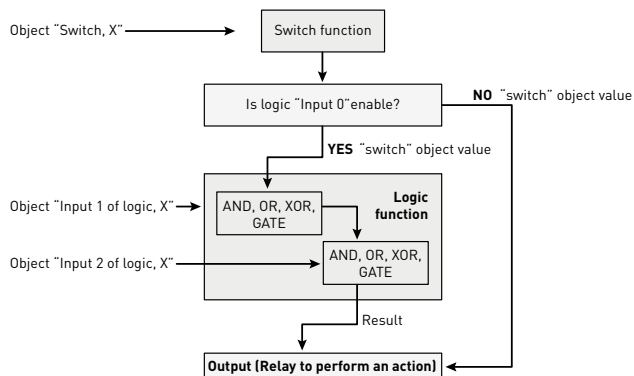 Object “Switch, X”
Switch function
Is logic “Input 0”enable?
NO “switch” object value
YES “switch” object value
Object “Input 1 of logic, X”
AND, OR, XOR,
GATE
Logic
function
Object “Input 2 of logic, X”
AND, OR, XOR,
GATE
Result
Output (Relay to perform an action)